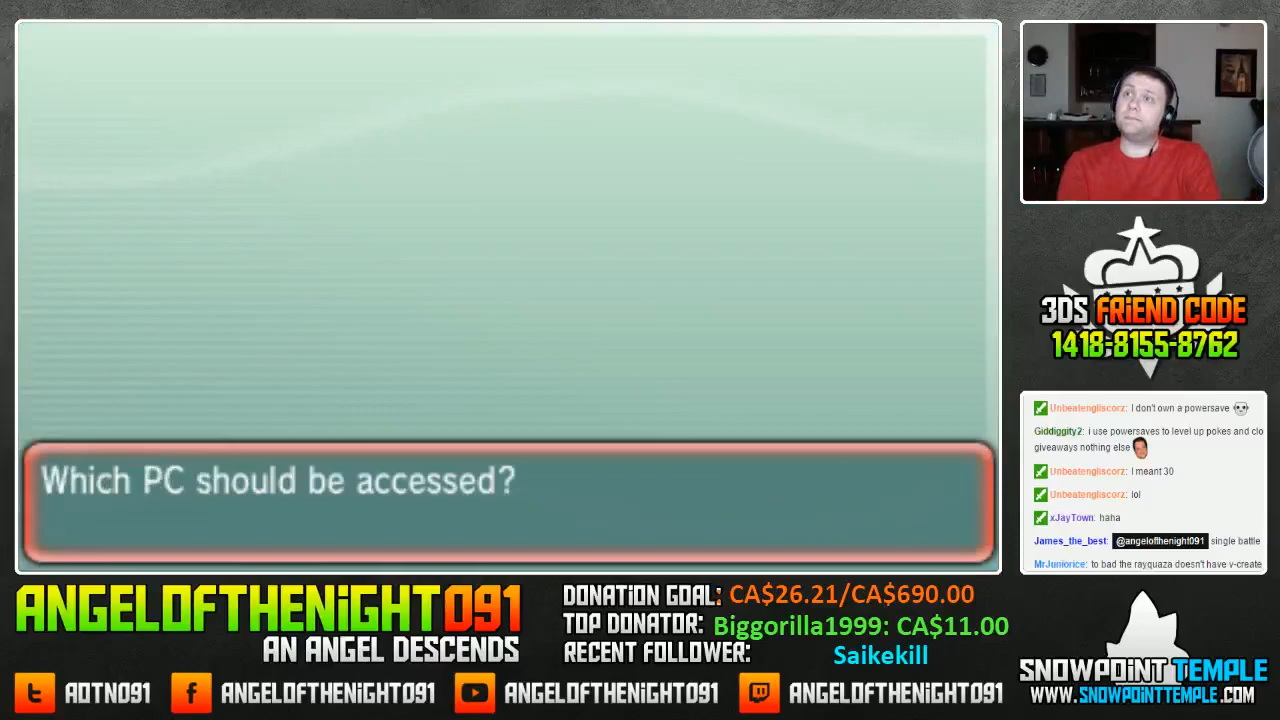 Which PC should be accessed?
3DS FRIEND CODE
1418-8155-8762
Unbeatengliscorz: I don't own a powersave
Giddiggity2: i use powersaves to level up pokes and clo
giveaways nothing else
Unbeatengliscorz: I meant 30
Unbeatengliscorz: lol
xJayTown: haha
James_the_best: @angelofthenight091 single battle
MrJuniorice: to bad the rayquaza doesn't have v-create
ANGELOFTHENiGHT091
AN ANGEL DESCENDS
DONATION GOAL: CA$26.21/CA$690.00
TOP DONATOR: Biggorilla1999: CA$11.00
RECENT FOLLOWER: Saikekill
AOTN091
ANGELOFTHENIGHT091
ANGELOFTHENIGHT091
ANGELOFTHENIGHT091
SNOWPOiNT TEMPLE
WWW.SNOWPOINTTEMPLE.COM